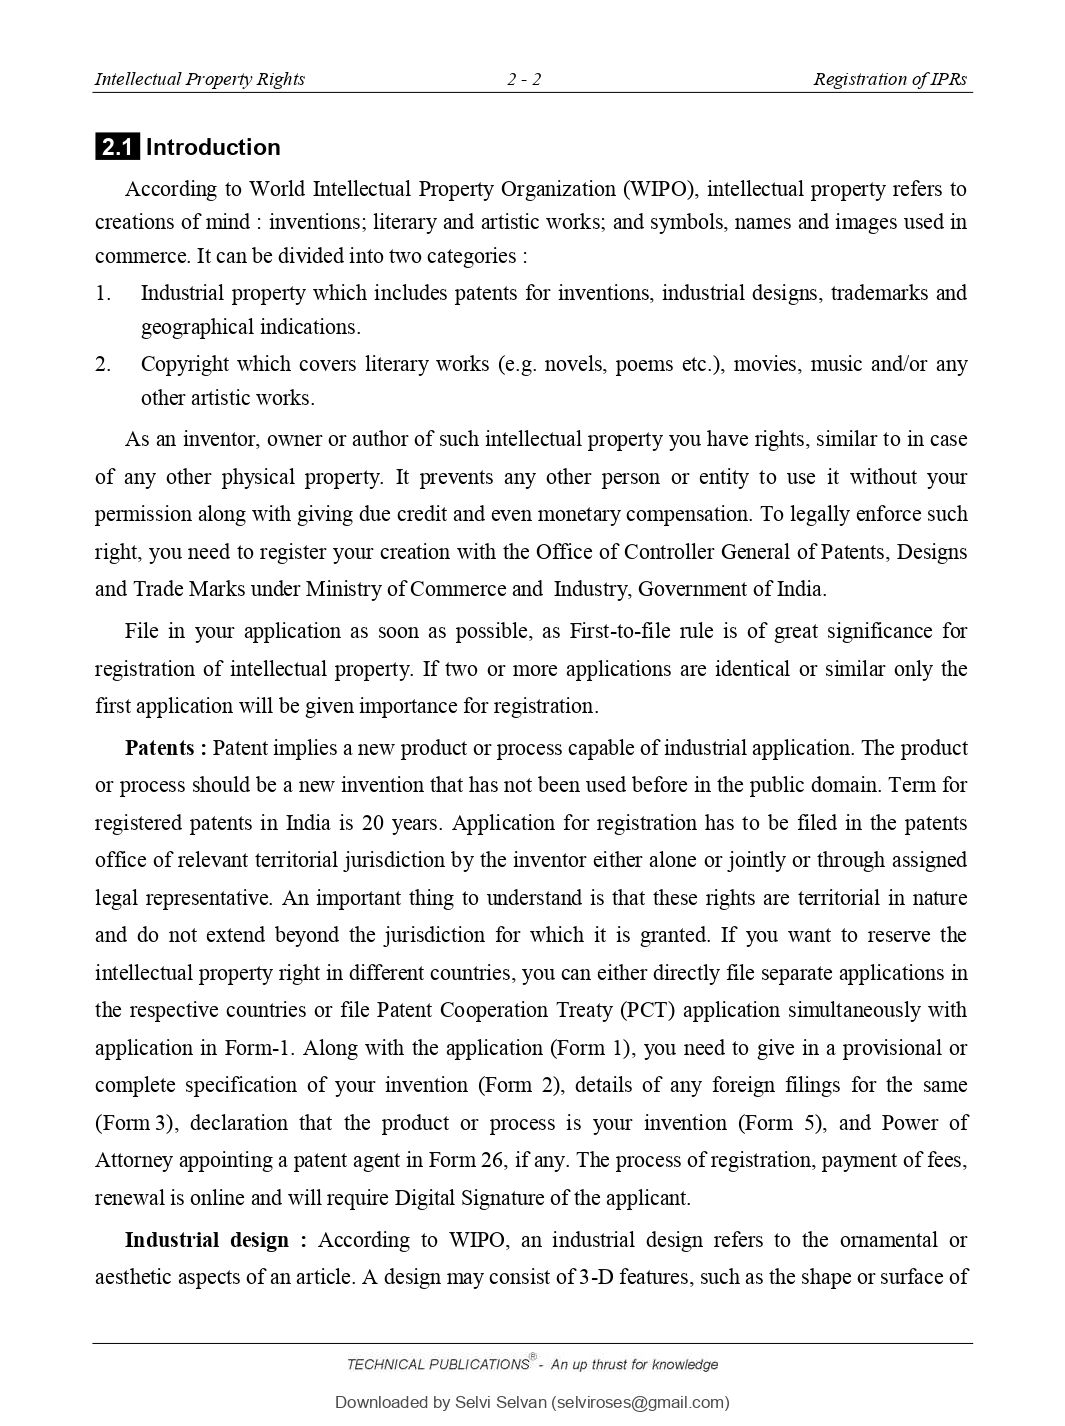 Intellectual Property Rights 2 - 2 Registration of IPRs
2.1 Introduction
According to World Intellectual Property Organization (WIPO), intellectual property refers to
creations of mind : inventions; literary and artistic works; and symbols, names and images used in
commerce. It can be divided into two categories :
1. Industrial property which includes patents for inventions, industrial designs, trademarks and
geographical indications.
2. Copyright which covers literary works (e.g. novels, poems etc.), movies, music and/or any
other artistic works.
As an inventor, owner or author of such intellectual property you have rights, similar to in case
of any other physical property. It prevents any other person or entity to use it without your
permission along with giving due credit and even monetary compensation. To legally enforce such
right, you need to register your creation with the Office of Controller General of Patents, Designs
and Trade Marks under Ministry of Commerce and Industry, Government of India.
File in your application as soon as possible, as First-to-file rule is of great significance for
registration of intellectual property. If two or more applications are identical or similar only the
first application will be given importance for registration.
Patents : Patent implies a new product or process capable of industrial application. The product
or process should be a new invention that has not been used before in the public domain. Term for
registered patents in India is 20 years. Application for registration has to be filed in the patents
office of relevant territorial jurisdiction by the inventor either alone or jointly or through assigned
legal representative. An important thing to understand is that these rights are territorial in nature
and do not extend beyond the jurisdiction for which it is granted. If you want to reserve the
intellectual property right in different countries, you can either directly file separate applications in
the respective countries or file Patent Cooperation Treaty (PCT) application simultaneously with
application in Form-1. Along with the application (Form 1), you need to give in a provisional or
complete specification of your invention (Form 2), details of any foreign filings for the same
(Form 3), declaration that the product or process is your invention (Form 5), and Power of
Attorney appointing a patent agent in Form 26, if any. The process of registration, payment of fees,
renewal is online and will require Digital Signature of the applicant.
Industrial design : According to WIPO, an industrial design refers to the ornamental or
aesthetic aspects of an article. A design may consist of 3-D features, such as the shape or surface of
TECHNICAL PUBLICATIONS® - An up thrust for knowledge
Downloaded by Selvi Selvan (selviroses@gmail.com)